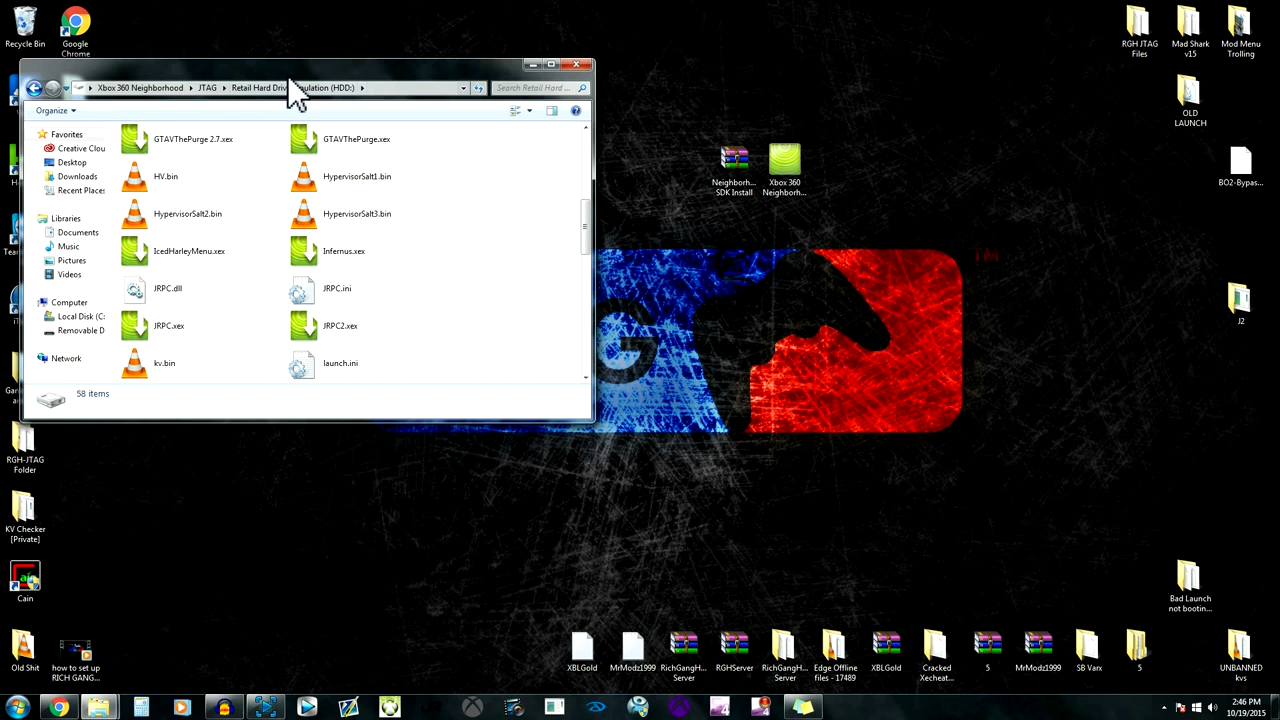 Recycle Bin
Google
Chrome
RGH JTAG
Files
Mad Shark
v15
Mod Menu
Trolling
Xbox 360 Neighborhood
JTAG
Retail Hard Dri
ulation (HDD:)
Search Retail Hard ...
Organize
OLD
LAUNCH
Favorites
Creative Clou
Desktop
Downloads
Recent Places
Libraries
Documents
Music
Pictures
Videos
Computer
Local Disk (C:
Removable D
Network
GTAVThePurge 2.7.xex
GTAVThePurge.xex
HV.bin
HypervisorSalt1.bin
HypervisorSalt2.bin
HypervisorSalt3.bin
IcedHarleyMenu.xex
Infernus.xex
JRPC.dll
JRPC.ini
JRPC.xex
JRPC2.xex
kv.bin
launch.ini
58 items
Neighborh...
SDK Install
Xbox 360
Neighborh...
BO2-Bypas...
J2
G
RGH-JTAG
Folder
KV Checker
[Private]
Cain
Bad Launch
not bootin...
Old Shit
how to set up
RICH GANG...
XBLGold
MrModz1999
RichGangH...
Server
RGHServer
RichGangH...
Server
Edge Offline
files - 17489
XBLGold
Cracked
Xecheat...
5
MrModz1999
SB Varx
5
UNBANNED
kvs
2:46 PM
10/19/2015